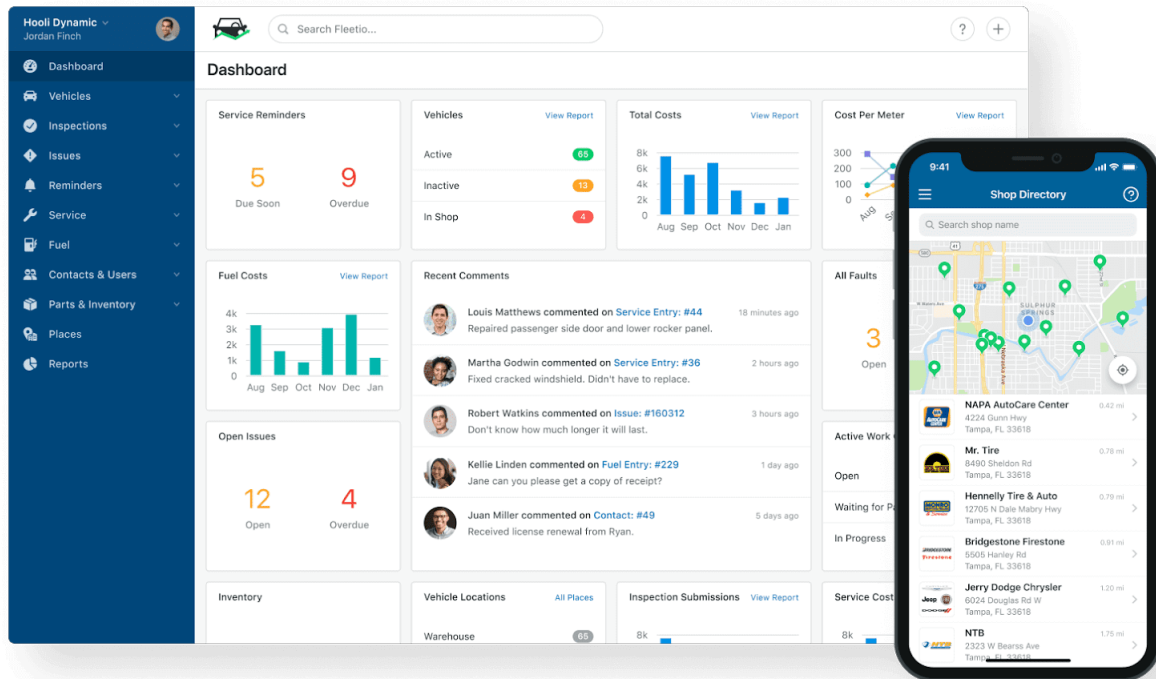 Hooli Dynamic
Jordan Finch
Dashboard
Vehicles
Inspections
Issues
Reminders
Service
Fuel
Contacts & Users
Parts & Inventory
Places
Reports
Search Fleetio...
?
+
Dashboard
Service Reminders
5 9
Due Soon Overdue
Vehicles View Report
Active 65
Inactive 13
In Shop 4
Total Costs View Report
8k
6k
4k
2k
0
Aug Sep Oct Nov Dec Jan
Cost Per Meter View Report
300
200
100
0
Aug
Fuel Costs View Report
4k
3k
2k
1k
0
Aug Sep Oct Nov Dec Jan
Recent Comments
Louis Matthews commented on Service Entry: #44 18 minutes ago
Repaired passenger side door and lower rocker panel.
Martha Godwin commented on Service Entry: #36 2 hours ago
Fixed cracked windshield. Didn't have to replace.
Robert Watkins commented on Issue: #160312 3 hours ago
Don't know how much longer it will last.
Kellie Linden commented on Fuel Entry: #229 1 day ago
Jane can you please get a copy of receipt?
Juan Miller commented on Contact: #49 5 days ago
Received license renewal from Ryan.
All Faults
3
Open
Open Issues
12 4
Open Overdue
Active Work
Open
Waiting for Pa
In Progress
Inventory
Vehicle Locations All Places
Warehouse 65
Inspection Submissions View Report
8k
Service Cost
8k
9:41
Shop Directory
?
Search shop name
SULPHUR
SPRINGS
Nebraska Ave
NAPA AutoCare Center 0.42 mi
4224 Gunn Hwy
Tampa, FL 33618
Mr. Tire 0.78 mi
8490 Sheldon Rd
Tampa, FL 33618
Hennelly Tire & Auto 0.79 mi
12705 N Dale Mabry Hwy
Tampa, FL 33618
Bridgestone Firestone 0.91 mi
5505 Hanley Rd
Tampa, FL 33618
Jerry Dodge Chrysler 1.20 mi
6024 Douglas Rd W
Tampa, FL 33618
Jeep
NTB 1.75 mi
2323 W Bearss Ave
Tampa, FL 33618
NTB